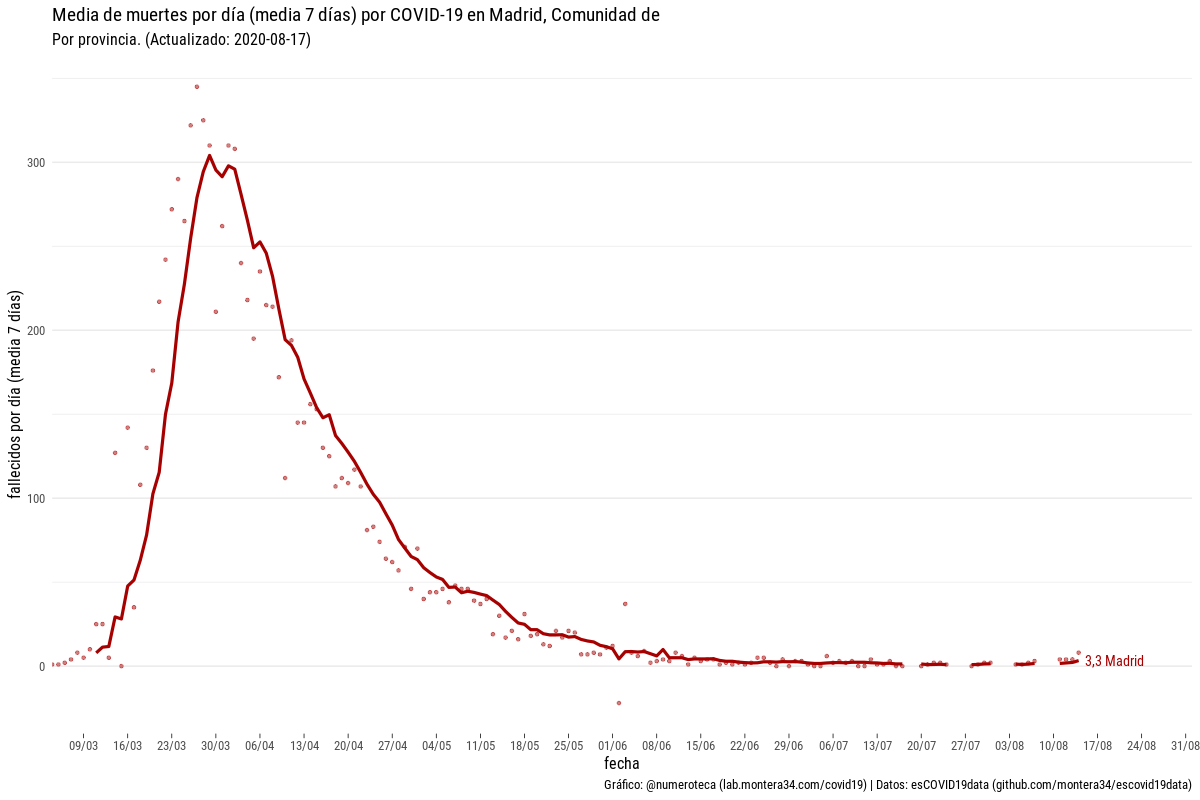 Media de muertes por día (media 7 días) por COVID-19 en Madrid, Comunidad de
Por provincia. (Actualizado: 2020-08-17)
fallecidos por día (media 7 días)
300
200
100
0
3,3 Madrid
09/03 16/03 23/03 30/03 06/04 13/04 20/04 27/04 04/05 11/05 18/05 25/05 01/06 08/06 15/06 22/06 29/06 06/07 13/07 20/07 27/07 03/08 10/08 17/08 24/08 31/08
fecha
Gráfico: @numeroteca (lab.montera34.com/covid19) | Datos: esCOVID19data (github.com/montera34/escovid19data)